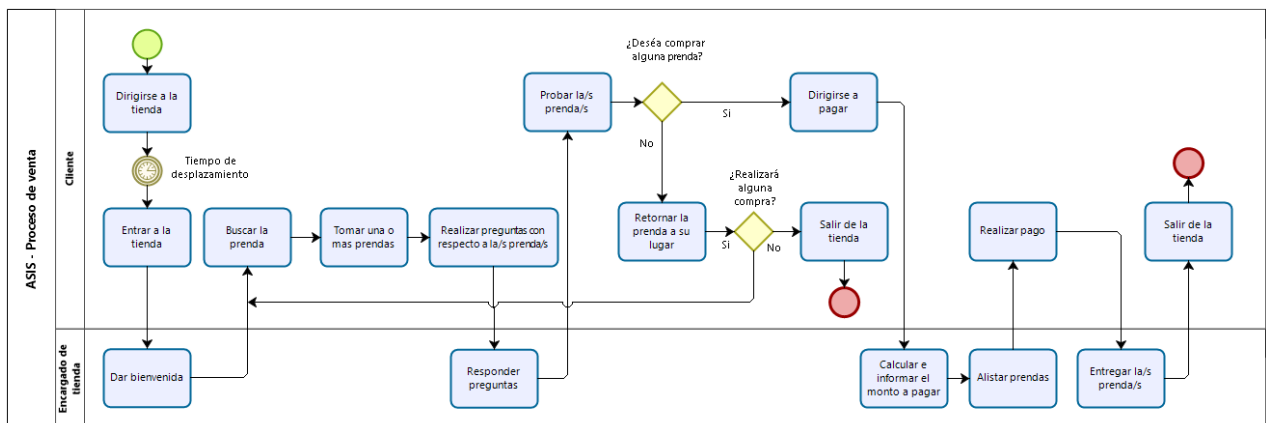 ASIS - Proceso de venta
Cliente
Dirigirse a la
tienda
Tiempo de
desplazamiento
Entrar a la
tienda
Buscar la
prenda
Tomar una o
mas prendas
Realizar preguntas con
respecto a la/s prenda/s
Probar la/s
prenda/s
¿Deséa comprar
alguna prenda?
Si
No
Dirigirse a
pagar
Retornar la
prenda a su
lugar
¿Realizará
alguna
compra?
Si
No
Salir de la
tienda
Realizar pago
Salir de la
tienda
Encargado de
tienda
Dar bienvenida
Responder
preguntas
Calcular e
informar el
monto a pagar
Alistar prendas
Entregar la/s
prenda/s